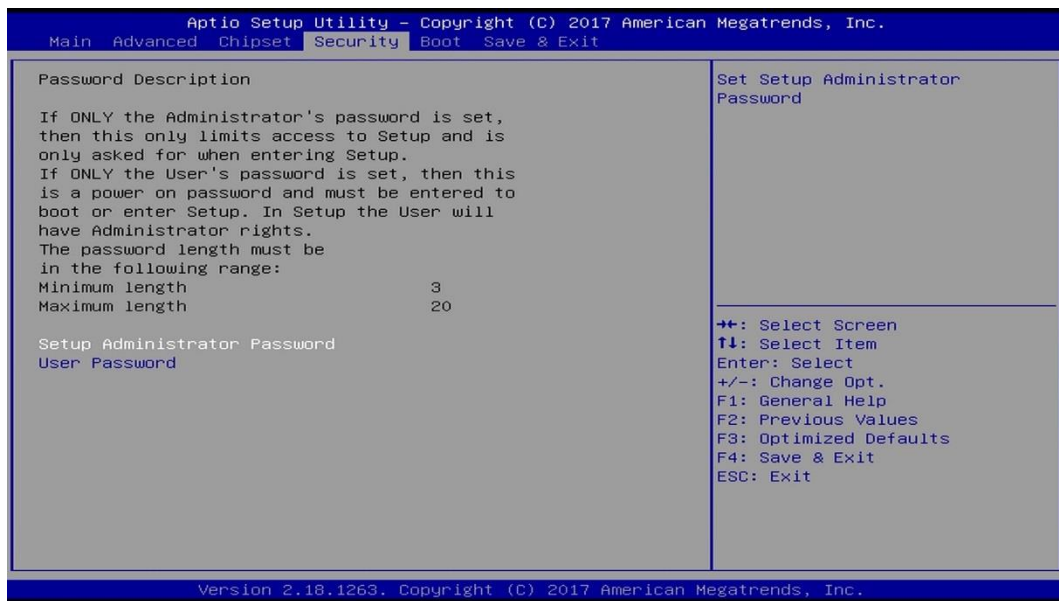 Aptio Setup Utility – Copyright (C) 2017 American Megatrends, Inc.
Main Advanced Chipset Security Boot Save & Exit
Password Description
If ONLY the Administrator's password is set,
then this only limits access to Setup and is
only asked for when entering Setup.
If ONLY the User's password is set, then this
is a power on password and must be entered to
boot or enter Setup. In Setup the User will
have Administrator rights.
The password length must be
in the following range:
Minimum length 3
Maximum length 20
Setup Administrator Password
User Password
Set Setup Administrator
Password
→←: Select Screen
↑↓: Select Item
Enter: Select
+/-: Change Opt.
F1: General Help
F2: Previous Values
F3: Optimized Defaults
F4: Save & Exit
ESC: Exit
Version 2.18.1263. Copyright (C) 2017 American Megatrends, Inc.